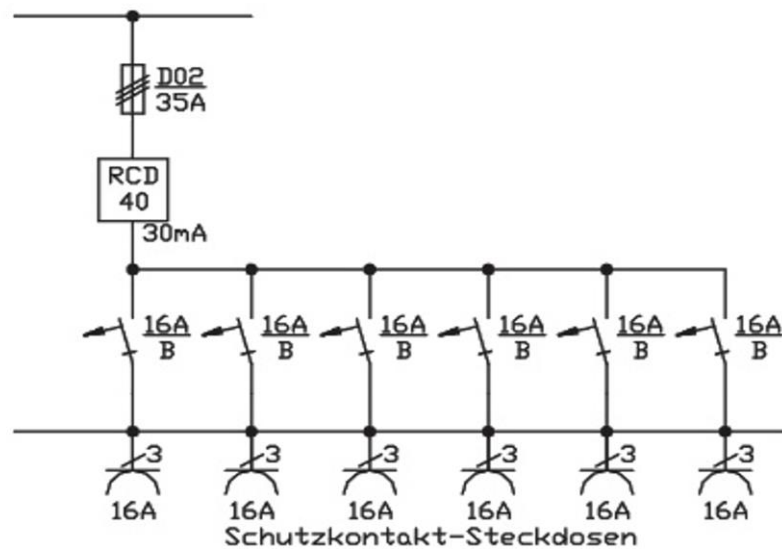 D02
35A
RCD
40
30mA
16A 16A 16A 16A 16A 16A
B B B B B B
3 3 3 3 3 3
16A 16A 16A 16A 16A 16A
Schutzkontakt-Steckdosen